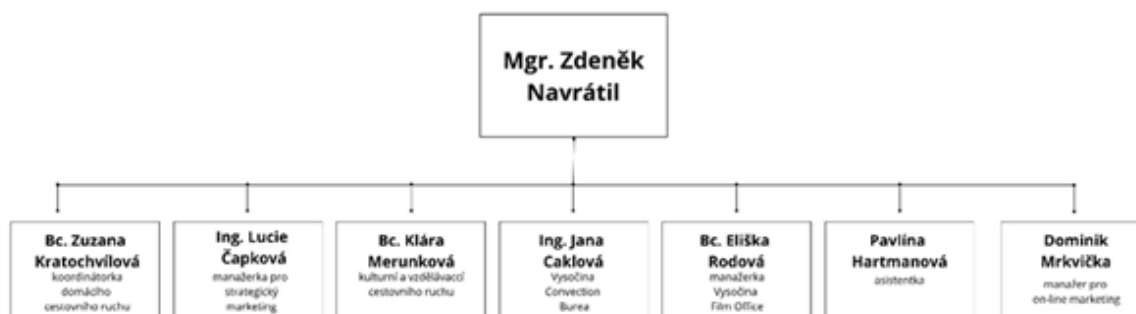 Mgr. Zdeněk
Navrátil
Bc. Zuzana
Kratochvílová
koordinátorka
domácího
cestovního ruchu
Ing. Lucie
Čapková
manažerka pro
strategický
marketing
Bc. Klára
Merunková
kulturní a vzdělávaccí
cestovního ruchu
Ing. Jana
Caklová
Vysočina
Convection
Burea
Bc. Eliška
Rodová
manažerka
Vysočina
Film Office
Pavlína
Hartmanová
asistentka
Dominik
Mrkvička
manažer pro
on-line marketing